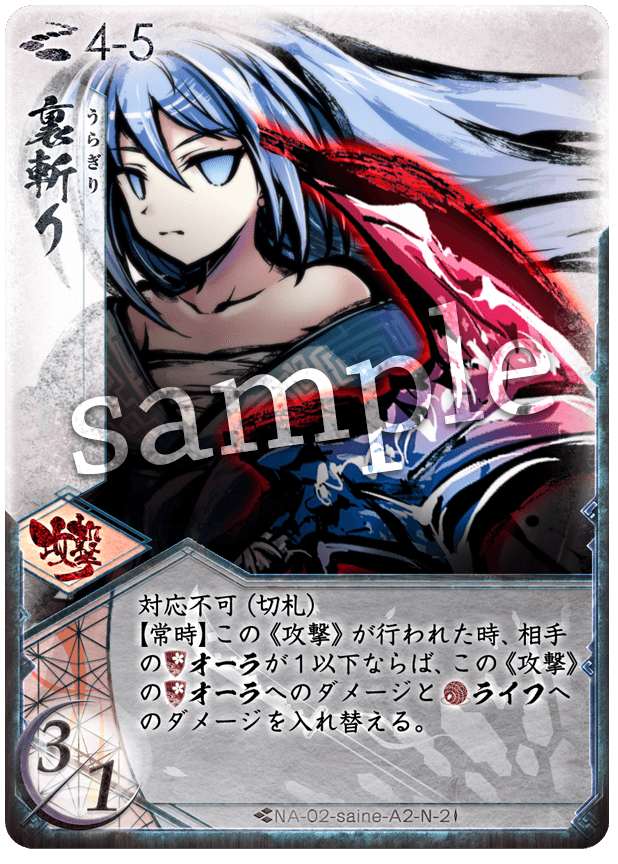 4-5
裏斬り
うらぎり
sample
攻撃
対応不可(切札)
【常時】この《攻撃》が行われた時、相手
のオーラが1以下ならば、この《攻撃》
のオーラへのダメージとライフへ
のダメージを入れ替える。
3/1
NA-02-saine-A2-N-2